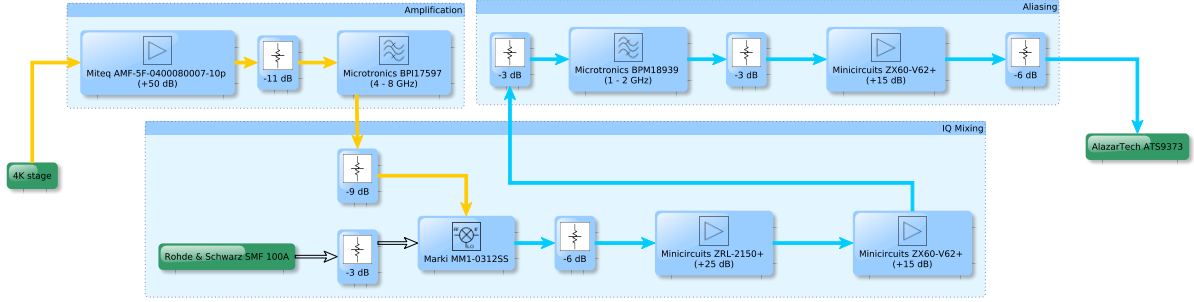 Amplification
Aliasing
Miteq AMF-5F-0400080007-10p
(+50 dB)
-11 dB
Microtronics BPI17597
(4 - 8 GHz)
-3 dB
Microtronics BPM18939
(1 - 2 GHz)
-3 dB
Minicircuits ZX60-V62+
(+15 dB)
-6 dB
IQ Mixing
AlazarTech ATS9373
4K stage
-9 dB
Rohde & Schwarz SMF 100A
-3 dB
Marki MM1-0312SS
-6 dB
Minicircuits ZRL-2150+
(+25 dB)
Minicircuits ZX60-V62+
(+15 dB)